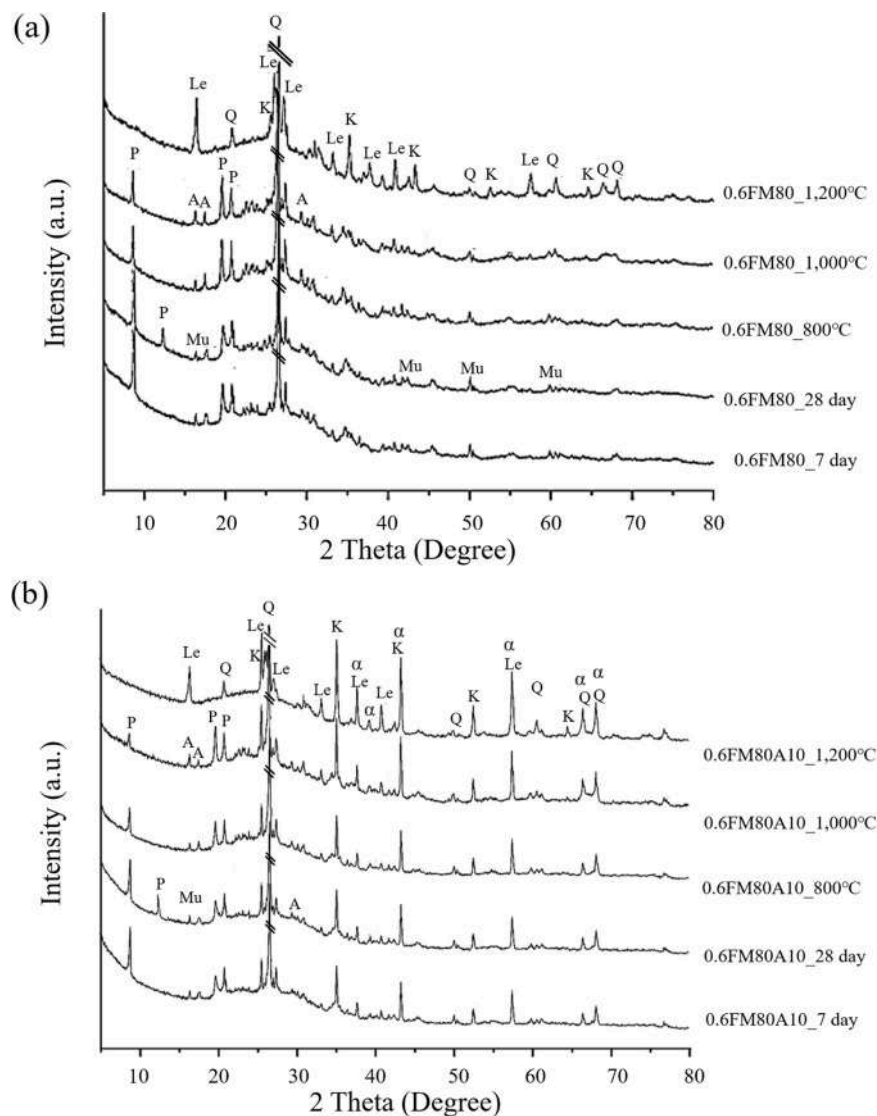 (a)
Q
Le
Le
Le
K
Q
K
Le
Le
Le
K
Q
K
Le
Q
K
Q
Q
0.6FM80_1,200°C
P
A
A
P
P
A
0.6FM80_1,000°C
0.6FM80_800°C
P
Mu
Mu
Mu
Mu
0.6FM80_28 day
0.6FM80_7 day
Intensity (a.u.)
10
20
30
40
50
60
70
80
2 Theta (Degree)
(b)
Q
Le
Le
K
Q
Le
Le
K
α
Le
α
Le
α
K
Q
K
α
Le
Q
K
α
Q
α
Q
0.6FM80A10_1,200°C
P
A
A
P
P
0.6FM80A10_1,000°C
0.6FM80A10_800°C
P
Mu
A
0.6FM80A10_28 day
0.6FM80A10_7 day
Intensity (a.u.)
10
20
30
40
50
60
70
80
2 Theta (Degree)